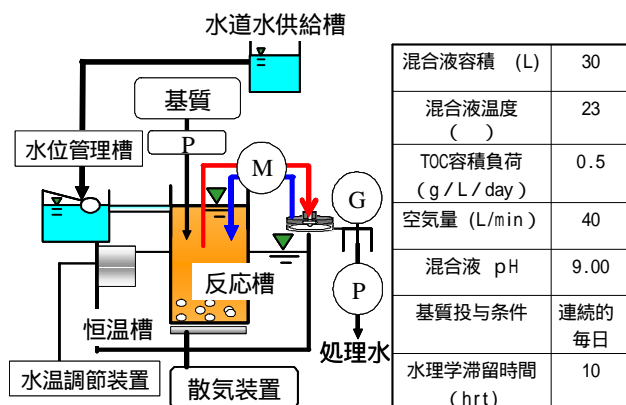 水道水供給槽
基質
P
水位管理槽
M
G
反応槽
P
恒温槽
処理水
水温調節装置
散気装置
混合液容積 (L)
30
混合液温度
( )
23
TOC容積負荷
(g/L/day)
0.5
空気量 (L/min)
40
混合液 pH
9.00
基質投与条件
連続的
毎日
水理学滞留時間
(hrt)
10